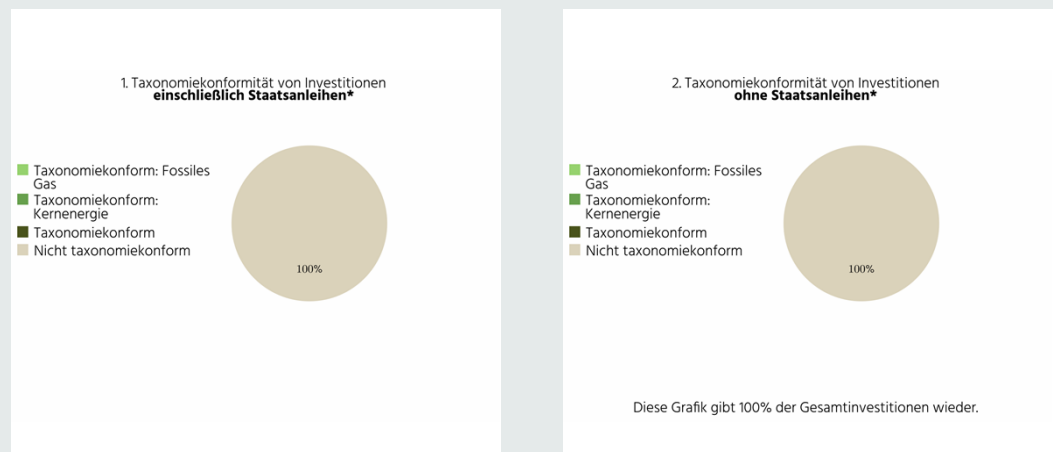 1. Taxonomiekonformität von Investitionen
einschließlich Staatsanleihen*
Taxonomiekonform: Fossiles
Gas
Taxonomiekonform:
Kernenergie
Taxonomiekonform
Nicht taxonomiekonform
100%
2. Taxonomiekonformität von Investitionen
ohne Staatsanleihen*
Taxonomiekonform: Fossiles
Gas
Taxonomiekonform:
Kernenergie
Taxonomiekonform
Nicht taxonomiekonform
100%
Diese Grafik gibt 100% der Gesamtinvestitionen wieder.